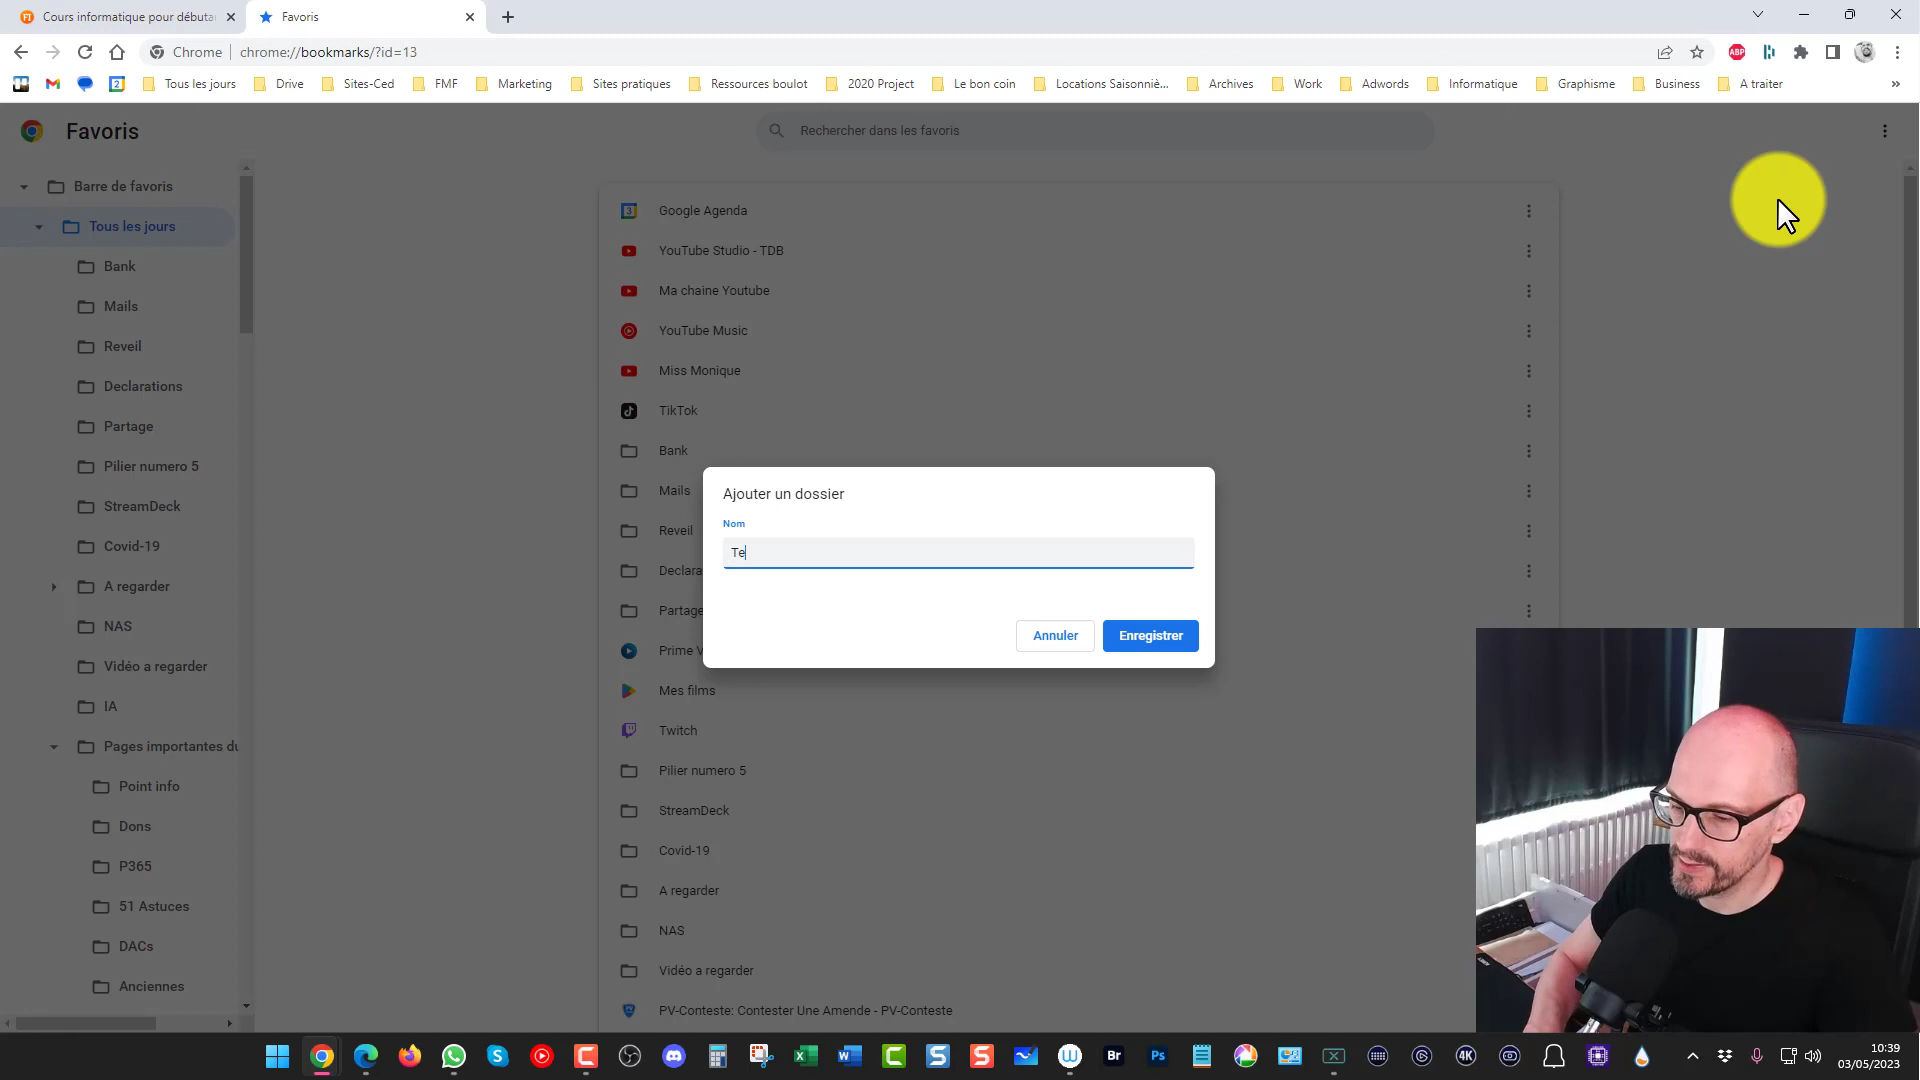 Cours informatique pour débuta
Favoris
Chrome
chrome://bookmarks/?id=13
ABP
2
Tous les jours
Drive
Sites-Ced
FMF
Marketing
Sites pratiques
Ressources boulot
2020 Project
Le bon coin
Locations Saisonniè...
Archives
Work
Adwords
Informatique
Graphisme
Business
A traiter
»
Favoris
Rechercher dans les favoris
Barre de favoris
Tous les jours
Bank
Mails
Reveil
Declarations
Partage
Pilier numero 5
StreamDeck
Covid-19
A regarder
NAS
Vidéo a regarder
IA
Pages importantes du
Point info
Dons
P365
51 Astuces
DACs
Anciennes
Google Agenda
YouTube Studio - TDB
Ma chaine Youtube
YouTube Music
Miss Monique
TikTok
Bank
Mails
Reveil
Declara
Partage
Prime V
Mes films
Twitch
Pilier numero 5
StreamDeck
Covid-19
A regarder
NAS
Vidéo a regarder
PV-Conteste: Contester Une Amende - PV-Conteste
Ajouter un dossier
Nom
Te
Annuler
Enregistrer
Br
Ps
4K
10:39
03/05/2023